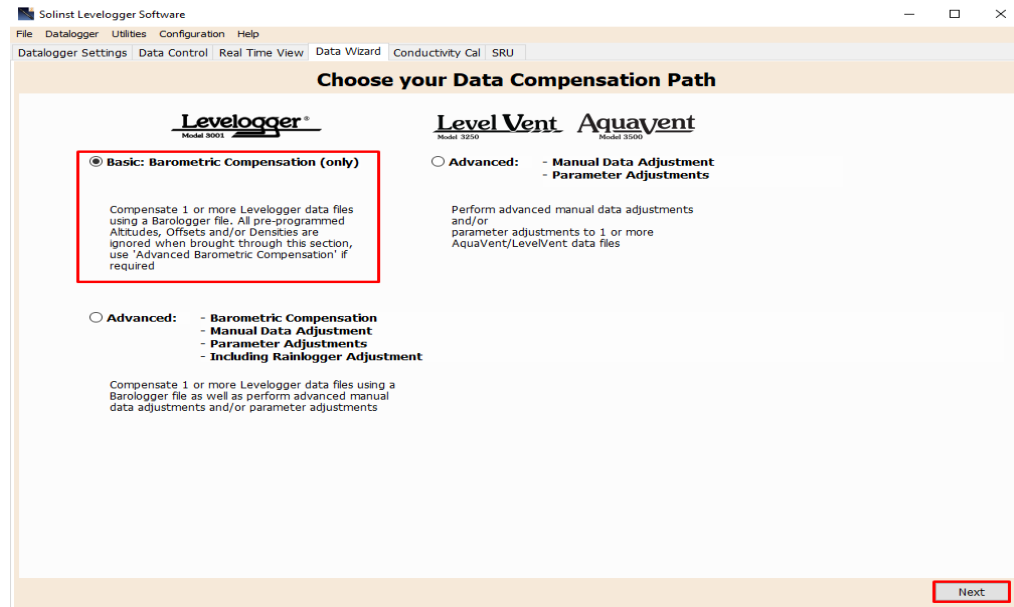 Solinst Levelogger Software
File Datalogger Utilities Configuration Help
Datalogger Settings Data Control Real Time View Data Wizard Conductivity Cal SRU
Choose your Data Compensation Path
Levelogger®
Model 3001
Basic: Barometric Compensation (only)
Compensate 1 or more Levelogger data files
using a Barologger file. All pre-programmed
Altitudes, Offsets and/or Densities are
ignored when brought through this section,
use 'Advanced Barometric Compensation' if
required
LevelVent Aquavent
Model 3250 Model 3500
Advanced: - Manual Data Adjustment
- Parameter Adjustments
Perform advanced manual data adjustments
and/or
parameter adjustments to 1 or more
AquaVent/LevelVent data files
Advanced: - Barometric Compensation
- Manual Data Adjustment
- Parameter Adjustments
- Including Rainlogger Adjustment
Compensate 1 or more Levelogger data files using a
Barologger file as well as perform advanced manual
data adjustments and/or parameter adjustments
Next